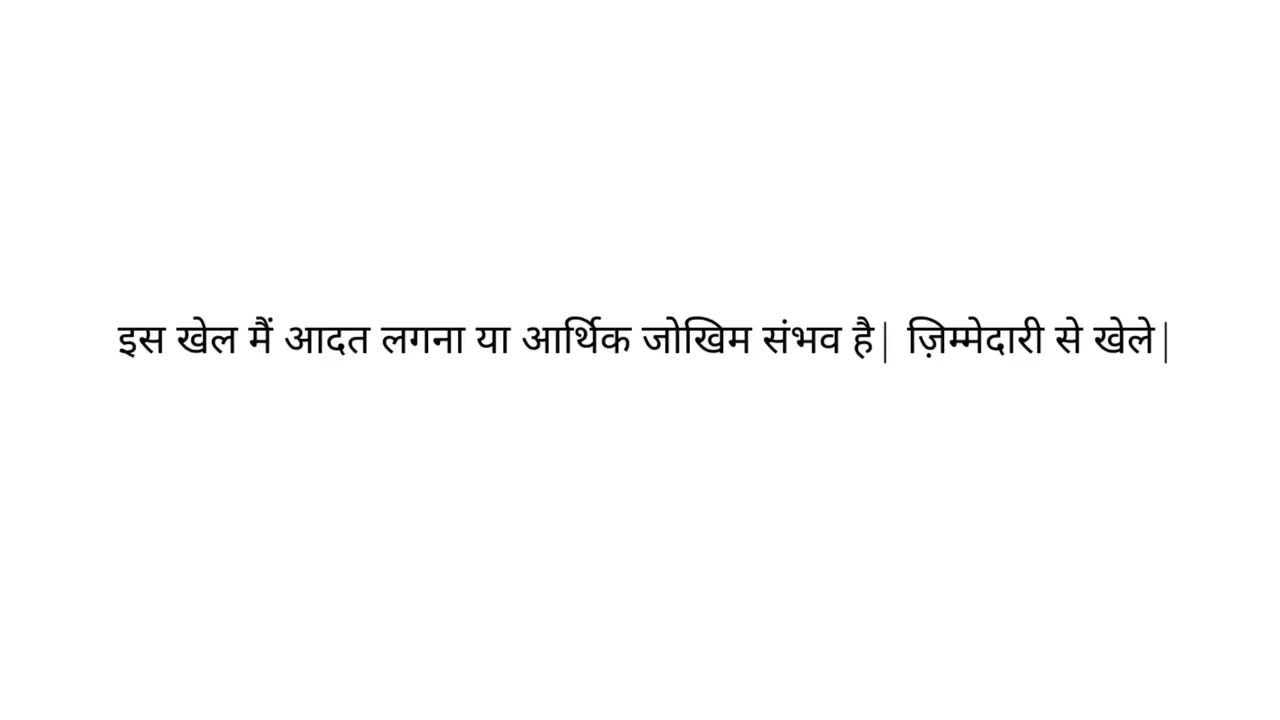 इस खेल मैं आदत लगना या आर्थिक जोखिम संभव है| ज़िम्मेदारी से खेले|